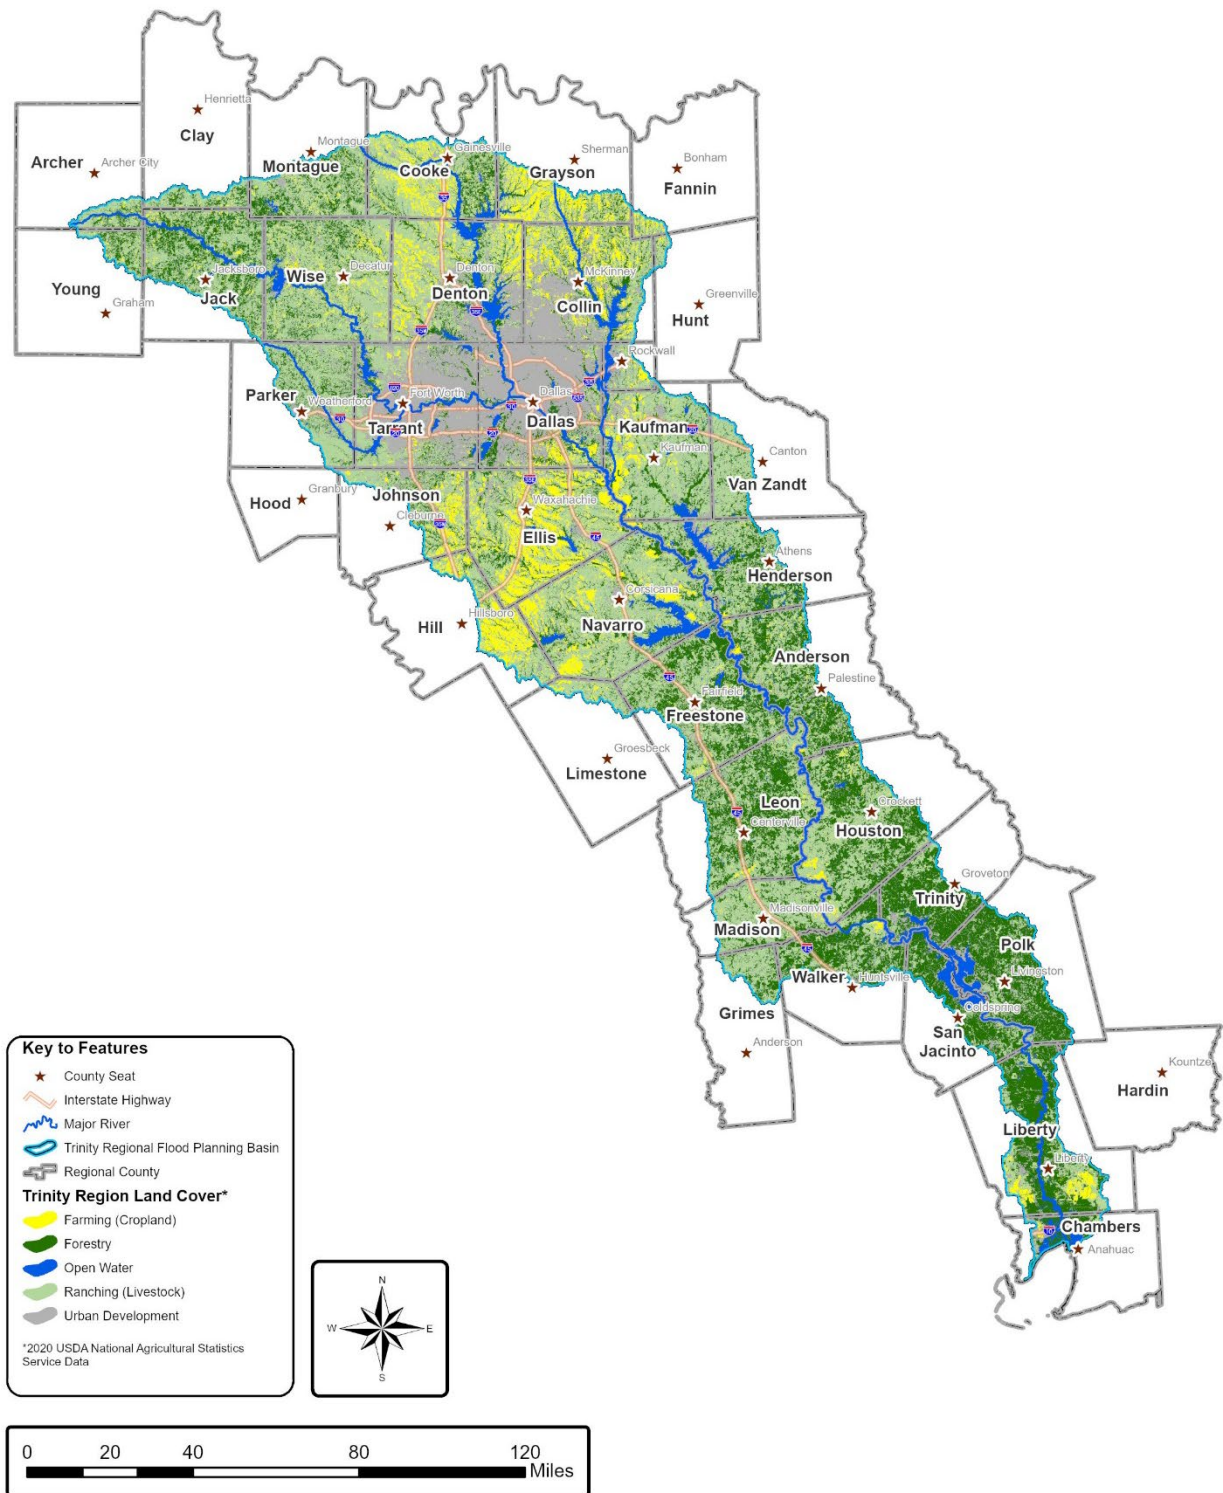 Henrietta
Clay
Archer
Archer City
Montague
Montague
Gainesville
Cooke
Sherman
Grayson
Bonham
Fannin
Young
Graham
Jacksboro
Jack
Wise
Decatur
Denton
Denton
McKinney
Collin
Greenville
Hunt
Rockwall
Parker
Weatherford
Fort Worth
Tarrant
Dallas
Dallas
Kaufman
Kaufman
Canton
Van Zandt
Hood
Granbury
Johnson
Cleburne
Waxahachie
Ellis
Athens
Henderson
Hill
Hillsboro
Corsicana
Navarro
Anderson
Palestine
Fairfield
Freestone
Groesbeck
Limestone
Leon
Centerville
Crockett
Houston
Groveton
Trinity
Madisonville
Madison
Polk
Livingston
Walker
Huntsville
Grimes
Anderson
Coldspring
San
Jacinto
Kountze
Hardin
Liberty
Liberty
Chambers
Anahuac
Key to Features
County Seat
Interstate Highway
Major River
Trinity Regional Flood Planning Basin
Regional County
Trinity Region Land Cover*
Farming (Cropland)
Forestry
Open Water
Ranching (Livestock)
Urban Development
*2020 USDA National Agricultural Statistics
Service Data
N
W E
S
0 20 40 80 120
Miles